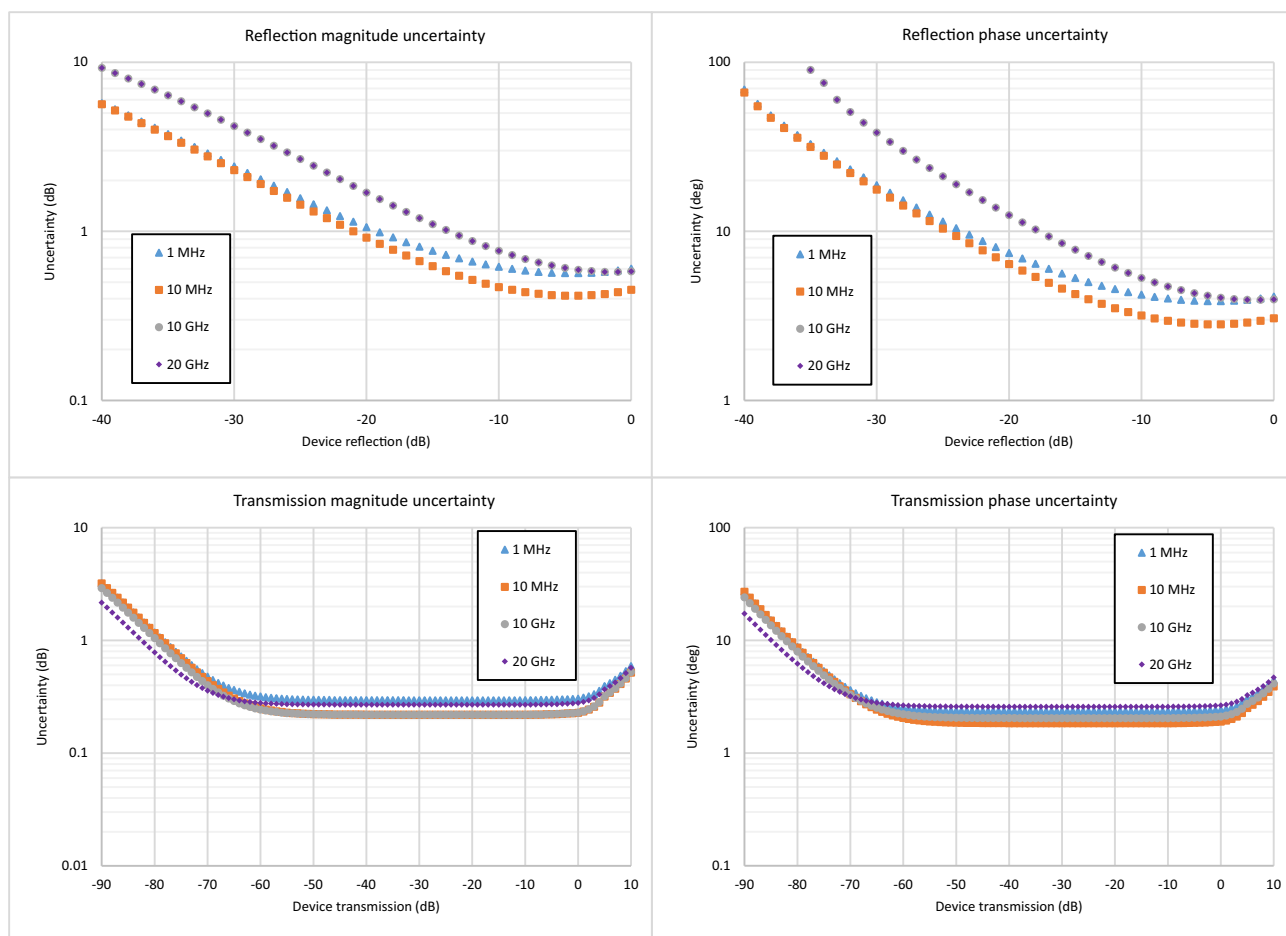 Reflection magnitude uncertainty
10
1
0.1
Uncertainty (dB)
1 MHz
10 MHz
10 GHz
20 GHz
-40 -30 -20 -10 0
Device reflection (dB)
Reflection phase uncertainty
100
10
1
Uncertainty (deg)
1 MHz
10 MHz
10 GHz
20 GHz
-40 -30 -20 -10 0
Device reflection (dB)
Transmission magnitude uncertainty
10
1
0.1
0.01
Uncertainty (dB)
1 MHz
10 MHz
10 GHz
20 GHz
-90 -80 -70 -60 -50 -40 -30 -20 -10 0 10
Device transmission (dB)
Transmission phase uncertainty
100
10
1
0.1
Uncertainty (deg)
1 MHz
10 MHz
10 GHz
20 GHz
-90 -80 -70 -60 -50 -40 -30 -20 -10 0 10
Device transmission (dB)